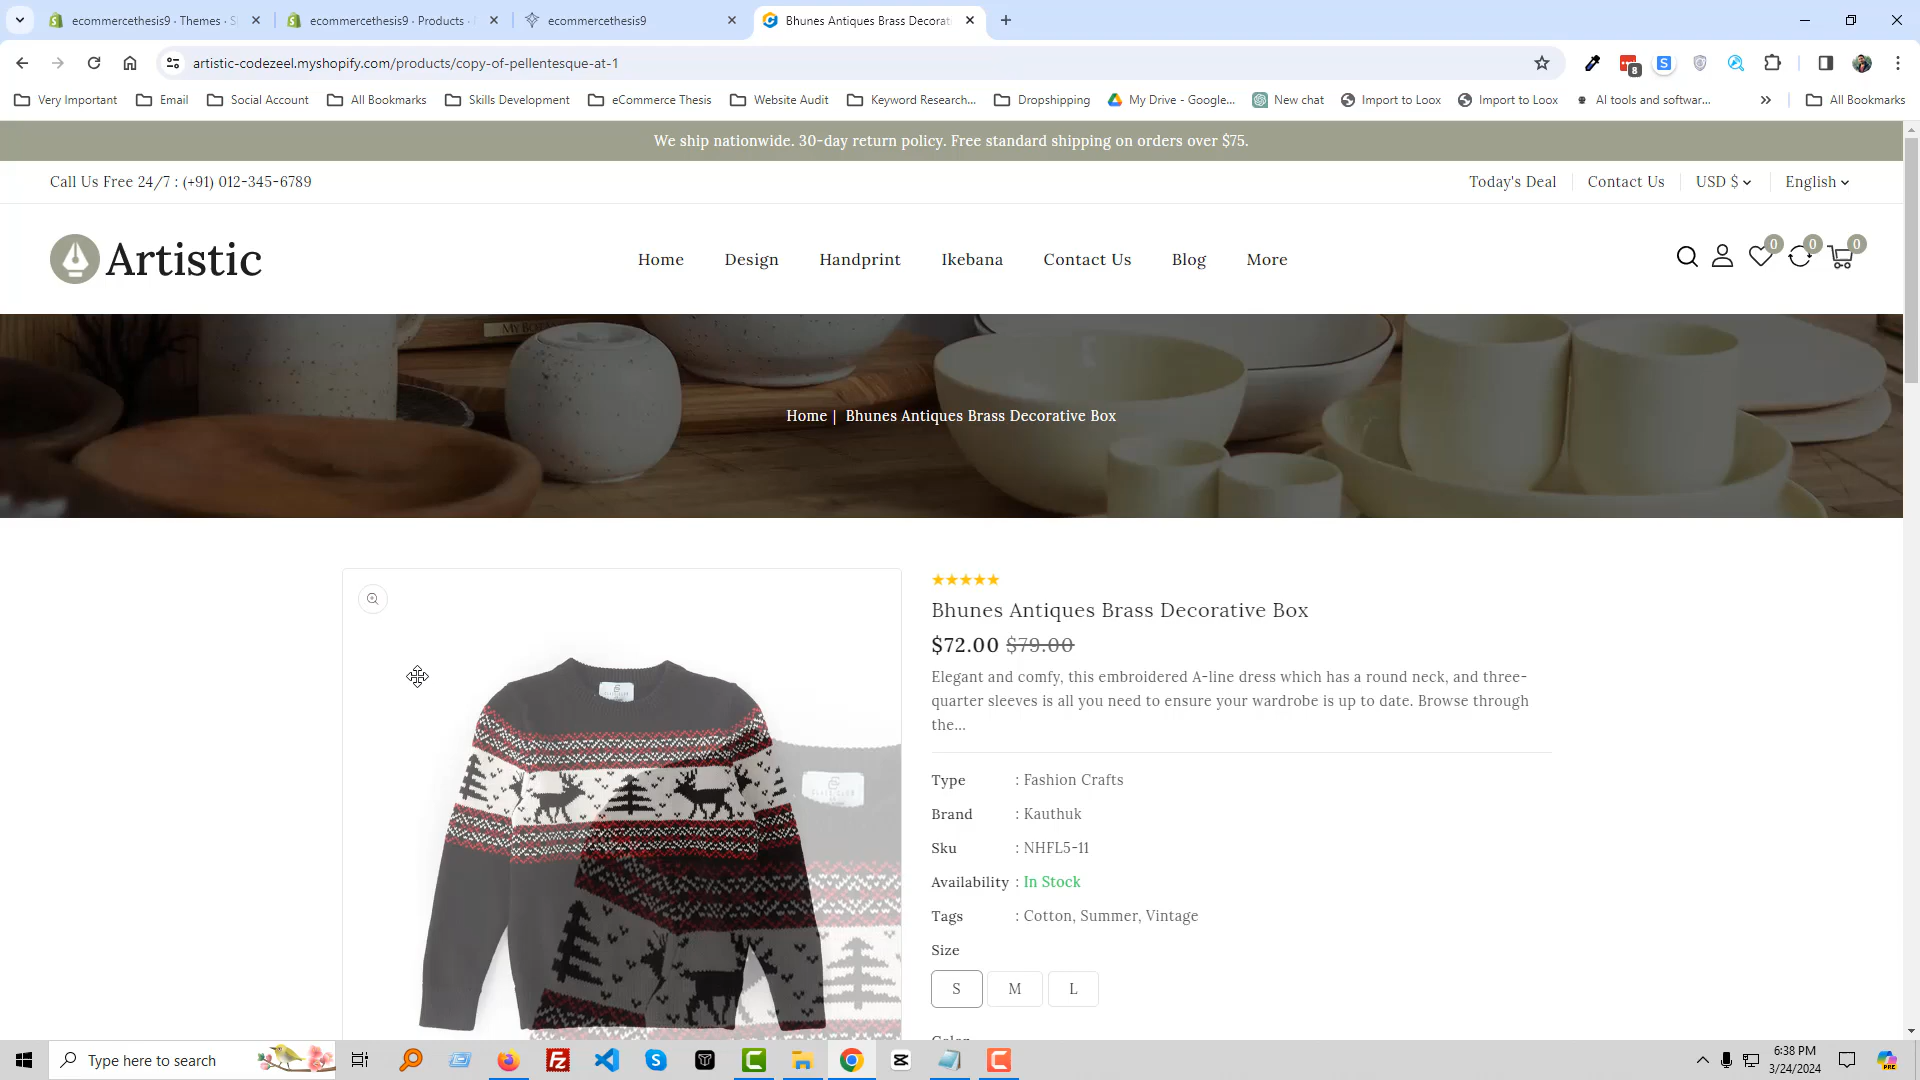 ecommercethesis9 · Themes · S
ecommercethesis9 · Products ·
ecommercethesis9
Bhunes Antiques Brass Decorat
artistic-codezeel.myshopify.com/products/copy-of-pellentesque-at-1
8
S
Very Important
Email
Social Account
All Bookmarks
Skills Development
eCommerce Thesis
Website Audit
Keyword Research...
Dropshipping
My Drive - Google...
New chat
Import to Loox
Import to Loox
AI tools and softwar...
»
All Bookmarks
We ship nationwide. 30-day return policy. Free standard shipping on orders over $75.
Call Us Free 24/7 : (+91) 012-345-6789
Today's Deal
Contact Us
USD $
English
Artistic
Home
Design
Handprint
Ikebana
Contact Us
Blog
More
0
0
0
Home | Bhunes Antiques Brass Decorative Box
★★★★★
Bhunes Antiques Brass Decorative Box
$72.00 $79.00
Elegant and comfy, this embroidered A-line dress which has a round neck, and three-
quarter sleeves is all you need to ensure your wardrobe is up to date. Browse through
the...
Type : Fashion Crafts
Brand : Kauthuk
Sku : NHFL5-11
Availability : In Stock
Tags : Cotton, Summer, Vintage
Size
S
M
L
Color
Type here to search
6:38 PM
3/24/2024
PRE